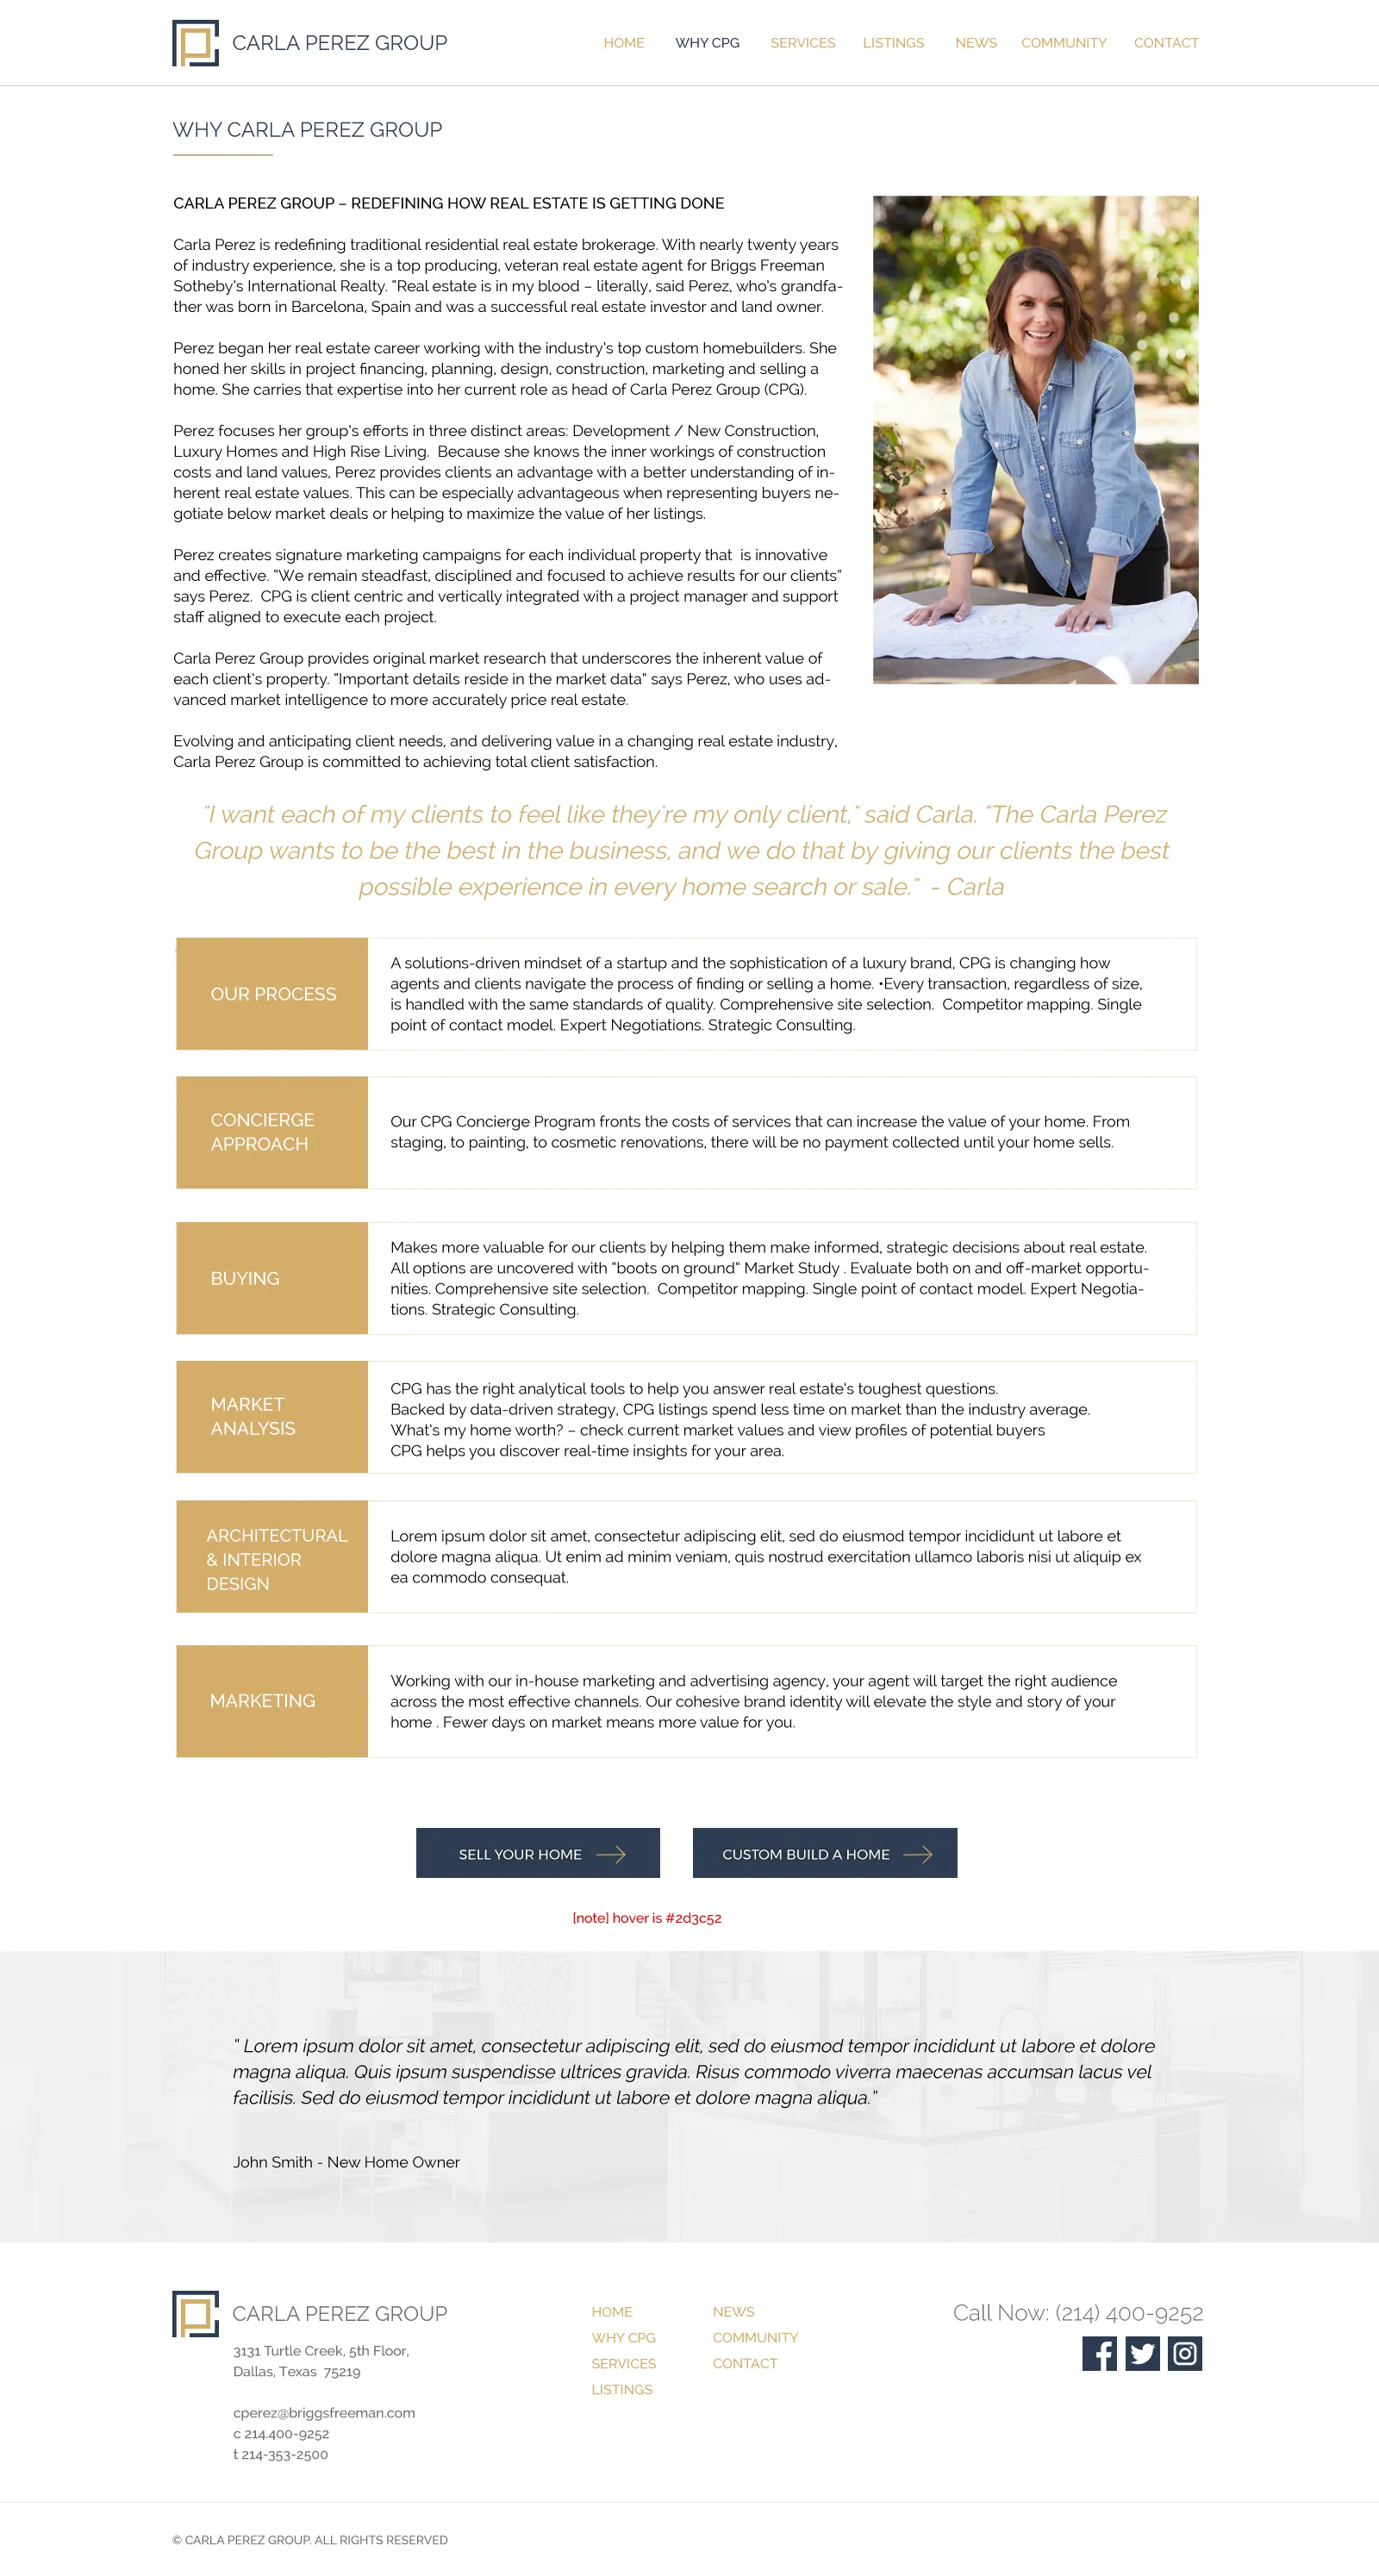 CARLA PEREZ GROUP
HOME WHY CPG SERVICES LISTINGS NEWS COMMUNITY CONTACT
WHY CARLA PEREZ GROUP
CARLA PEREZ GROUP – REDEFINING HOW REAL ESTATE IS GETTING DONE
Carla Perez is redefining traditional residential real estate brokerage. With nearly twenty years
of industry experience, she is a top producing, veteran real estate agent for Briggs Freeman
Sotheby's International Realty. "Real estate is in my blood – literally, said Perez, who's grandfa-
ther was born in Barcelona, Spain and was a successful real estate investor and land owner.
Perez began her real estate career working with the industry's top custom homebuilders. She
honed her skills in project financing, planning, design, construction, marketing and selling a
home. She carries that expertise into her current role as head of Carla Perez Group (CPG).
Perez focuses her group's efforts in three distinct areas: Development / New Construction,
Luxury Homes and High Rise Living.  Because she knows the inner workings of construction
costs and land values, Perez provides clients an advantage with a better understanding of in-
herent real estate values. This can be especially advantageous when representing buyers ne-
gotiate below market deals or helping to maximize the value of her listings.
Perez creates signature marketing campaigns for each individual property that  is innovative
and effective. "We remain steadfast, disciplined and focused to achieve results for our clients"
says Perez.  CPG is client centric and vertically integrated with a project manager and support
staff aligned to execute each project.
Carla Perez Group provides original market research that underscores the inherent value of
each client's property. "Important details reside in the market data" says Perez, who uses ad-
vanced market intelligence to more accurately price real estate.
Evolving and anticipating client needs, and delivering value in a changing real estate industry,
Carla Perez Group is committed to achieving total client satisfaction.
"I want each of my clients to feel like they're my only client," said Carla. "The Carla Perez
Group wants to be the best in the business, and we do that by giving our clients the best
possible experience in every home search or sale."  - Carla
OUR PROCESS
A solutions-driven mindset of a startup and the sophistication of a luxury brand, CPG is changing how
agents and clients navigate the process of finding or selling a home. •Every transaction, regardless of size,
is handled with the same standards of quality. Comprehensive site selection.  Competitor mapping. Single
point of contact model. Expert Negotiations. Strategic Consulting.
CONCIERGE
APPROACH
Our CPG Concierge Program fronts the costs of services that can increase the value of your home. From
staging, to painting, to cosmetic renovations, there will be no payment collected until your home sells.
BUYING
Makes more valuable for our clients by helping them make informed, strategic decisions about real estate.
All options are uncovered with "boots on ground" Market Study . Evaluate both on and off-market opportu-
nities. Comprehensive site selection.  Competitor mapping. Single point of contact model. Expert Negotia-
tions. Strategic Consulting.
MARKET
ANALYSIS
CPG has the right analytical tools to help you answer real estate's toughest questions.
Backed by data-driven strategy, CPG listings spend less time on market than the industry average.
What's my home worth? – check current market values and view profiles of potential buyers
CPG helps you discover real-time insights for your area.
ARCHITECTURAL
& INTERIOR
DESIGN
Lorem ipsum dolor sit amet, consectetur adipiscing elit, sed do eiusmod tempor incididunt ut labore et
dolore magna aliqua. Ut enim ad minim veniam, quis nostrud exercitation ullamco laboris nisi ut aliquip ex
ea commodo consequat.
MARKETING
Working with our in-house marketing and advertising agency, your agent will target the right audience
across the most effective channels. Our cohesive brand identity will elevate the style and story of your
home . Fewer days on market means more value for you.
SELL YOUR HOME
CUSTOM BUILD A HOME
[note] hover is #2d3c52
" Lorem ipsum dolor sit amet, consectetur adipiscing elit, sed do eiusmod tempor incididunt ut labore et dolore
magna aliqua. Quis ipsum suspendisse ultrices gravida. Risus commodo viverra maecenas accumsan lacus vel
facilisis. Sed do eiusmod tempor incididunt ut labore et dolore magna aliqua."
John Smith - New Home Owner
CARLA PEREZ GROUP
3131 Turtle Creek, 5th Floor,
Dallas, Texas  75219
cperez@briggsfreeman.com
c 214.400-9252
t 214-353-2500
HOME
WHY CPG
SERVICES
LISTINGS
NEWS
COMMUNITY
CONTACT
Call Now: (214) 400-9252
© CARLA PEREZ GROUP. ALL RIGHTS RESERVED